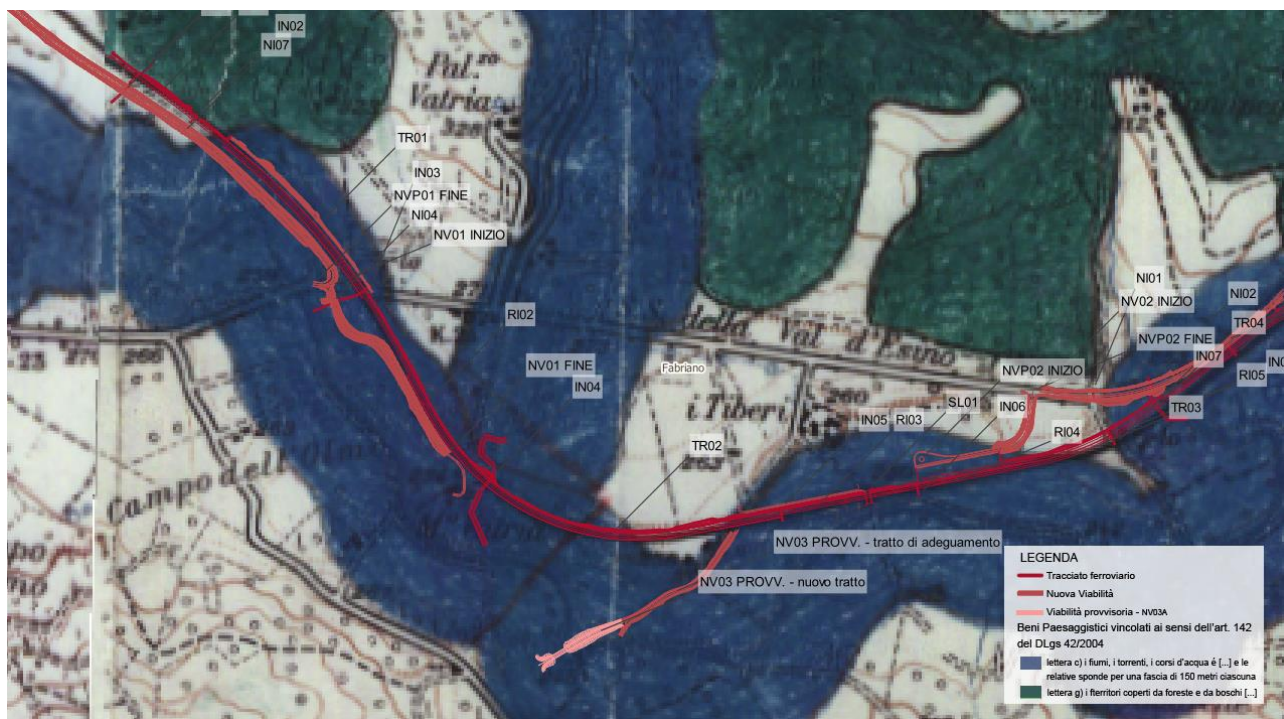 IN02
NI07
Pal.zo
Vatria
328
TR01
IN03
NVP01 FINE
NI04
NV01 INIZIO
NI01
NI02
NV02 INIZIO
RI02
TR04
NVP02 FINE
della Val d'Esino
IN07
NV01 FINE
Fabriano
NVP02 INIZIO
RI05
IN04
SL01
i Tiberi
260
IN05
RI03
IN06
TR03
266
RI04
TR02
263
Campo dell'Olmo
NV03 PROVV. - tratto di adeguamento
NV03 PROVV. - nuovo tratto
LEGENDA
Tracciato ferroviario
Nuova Viabilità
Viabilità provvisoria - NV03A
Beni Paesaggistici vincolati ai sensi dell'art. 142
del DLgs 42/2004
lettera c) i fiumi, i torrenti, i corsi d'acqua é [...] e le
relative sponde per una fascia di 150 metri ciascuna
lettera g) i fterritori coperti da foreste e da boschi [...]